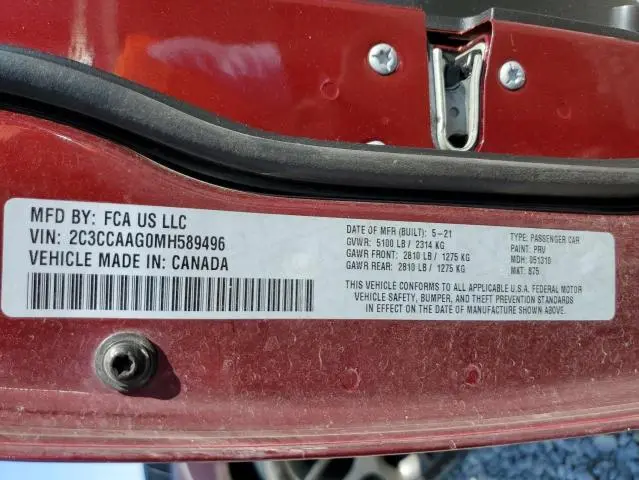 MFD BY: FCA US LLC
VIN: 2C3CCAAG0MH589496
VEHICLE MADE IN: CANADA
DATE OF MFR (BUILT): 5-21
GVWR: 5100 LB / 2314 KG
GAWR FRONT: 2810 LB / 1275 KG
GAWR REAR: 2810 LB / 1275 KG
TYPE: PASSENGER CAR
PAINT: PRV
MDH: 051310
MKT: 875
THIS VEHICLE CONFORMS TO ALL APPLICABLE U.S.A. FEDERAL MOTOR
VEHICLE SAFETY, BUMPER, AND THEFT PREVENTION STANDARDS
IN EFFECT ON THE DATE OF MANUFACTURE SHOWN ABOVE.